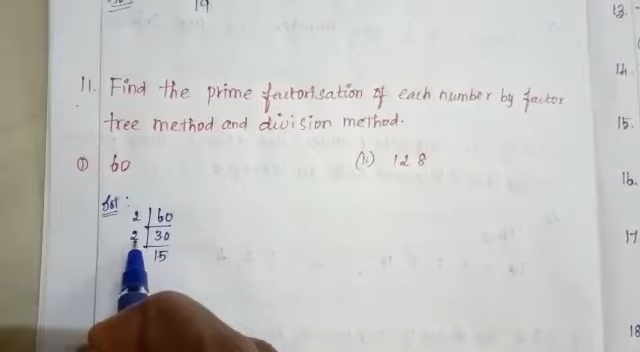 19
11. Find the prime factorisation of each number by factor
tree method and division method.
(i) 60 (ii) 128
Sol :
2 | 60
2 | 30
15
13.
14.
15.
16.
17
18